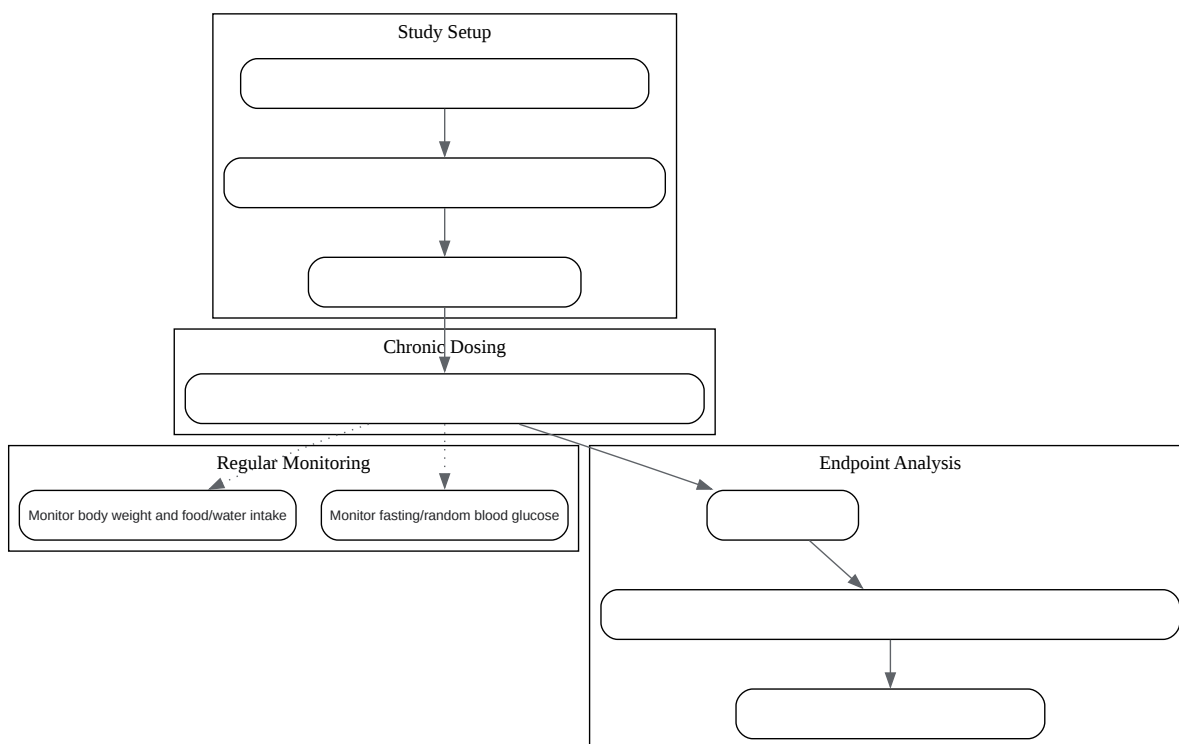 Study Setup
Chronic Dosing
Regular Monitoring
Endpoint Analysis
Monitor body weight and food/water intake
Monitor fasting/random blood glucose